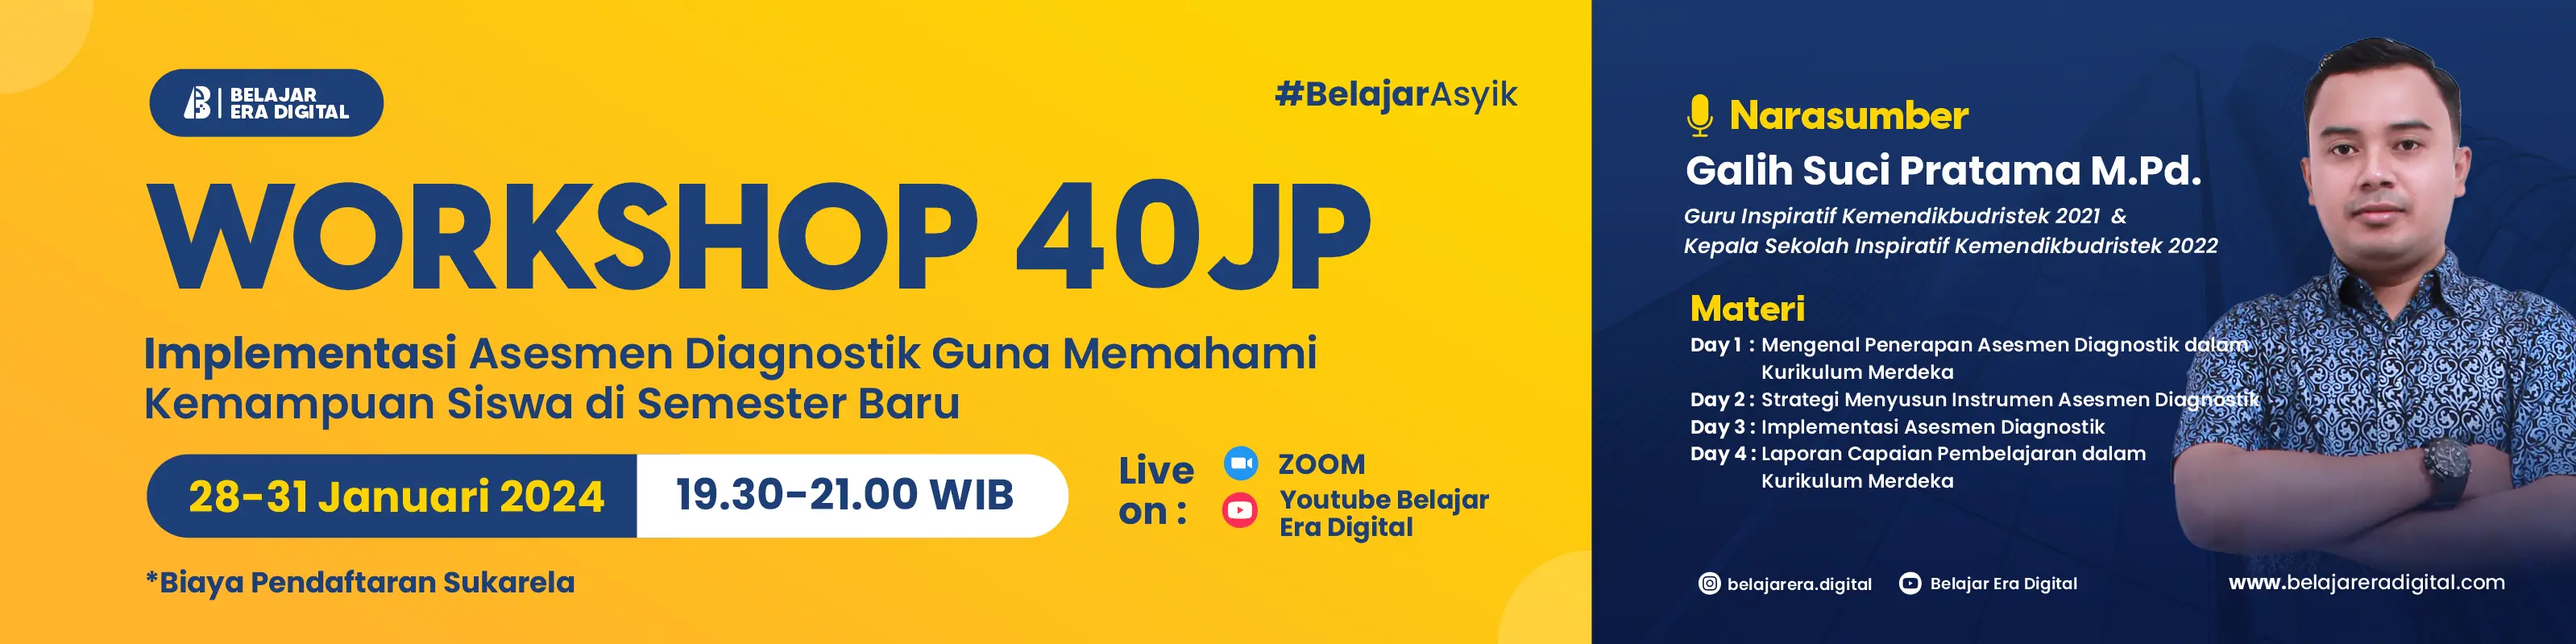 BELAJAR
ERA DIGITAL
#BelajarAsyik
WORKSHOP 40JP
Implementasi Asesmen Diagnostik Guna Memahami
Kemampuan Siswa di Semester Baru
28-31 Januari 2024
19.30-21.00 WIB
Live
on :
ZOOM
Youtube Belajar
Era Digital
*Biaya Pendaftaran Sukarela
Narasumber
Galih Suci Pratama M.Pd.
Guru Inspiratif Kemendikbudristek 2021 &
Kepala Sekolah Inspiratif Kemendikbudristek 2022
Materi
Day 1 : Mengenal Penerapan Asesmen Diagnostik dalam
Kurikulum Merdeka
Day 2 : Strategi Menyusun Instrumen Asesmen Diagnostik
Day 3 : Implementasi Asesmen Diagnostik
Day 4 : Laporan Capaian Pembelajaran dalam
Kurikulum Merdeka
belajarera.digital
Belajar Era Digital
www.belajareradigital.com